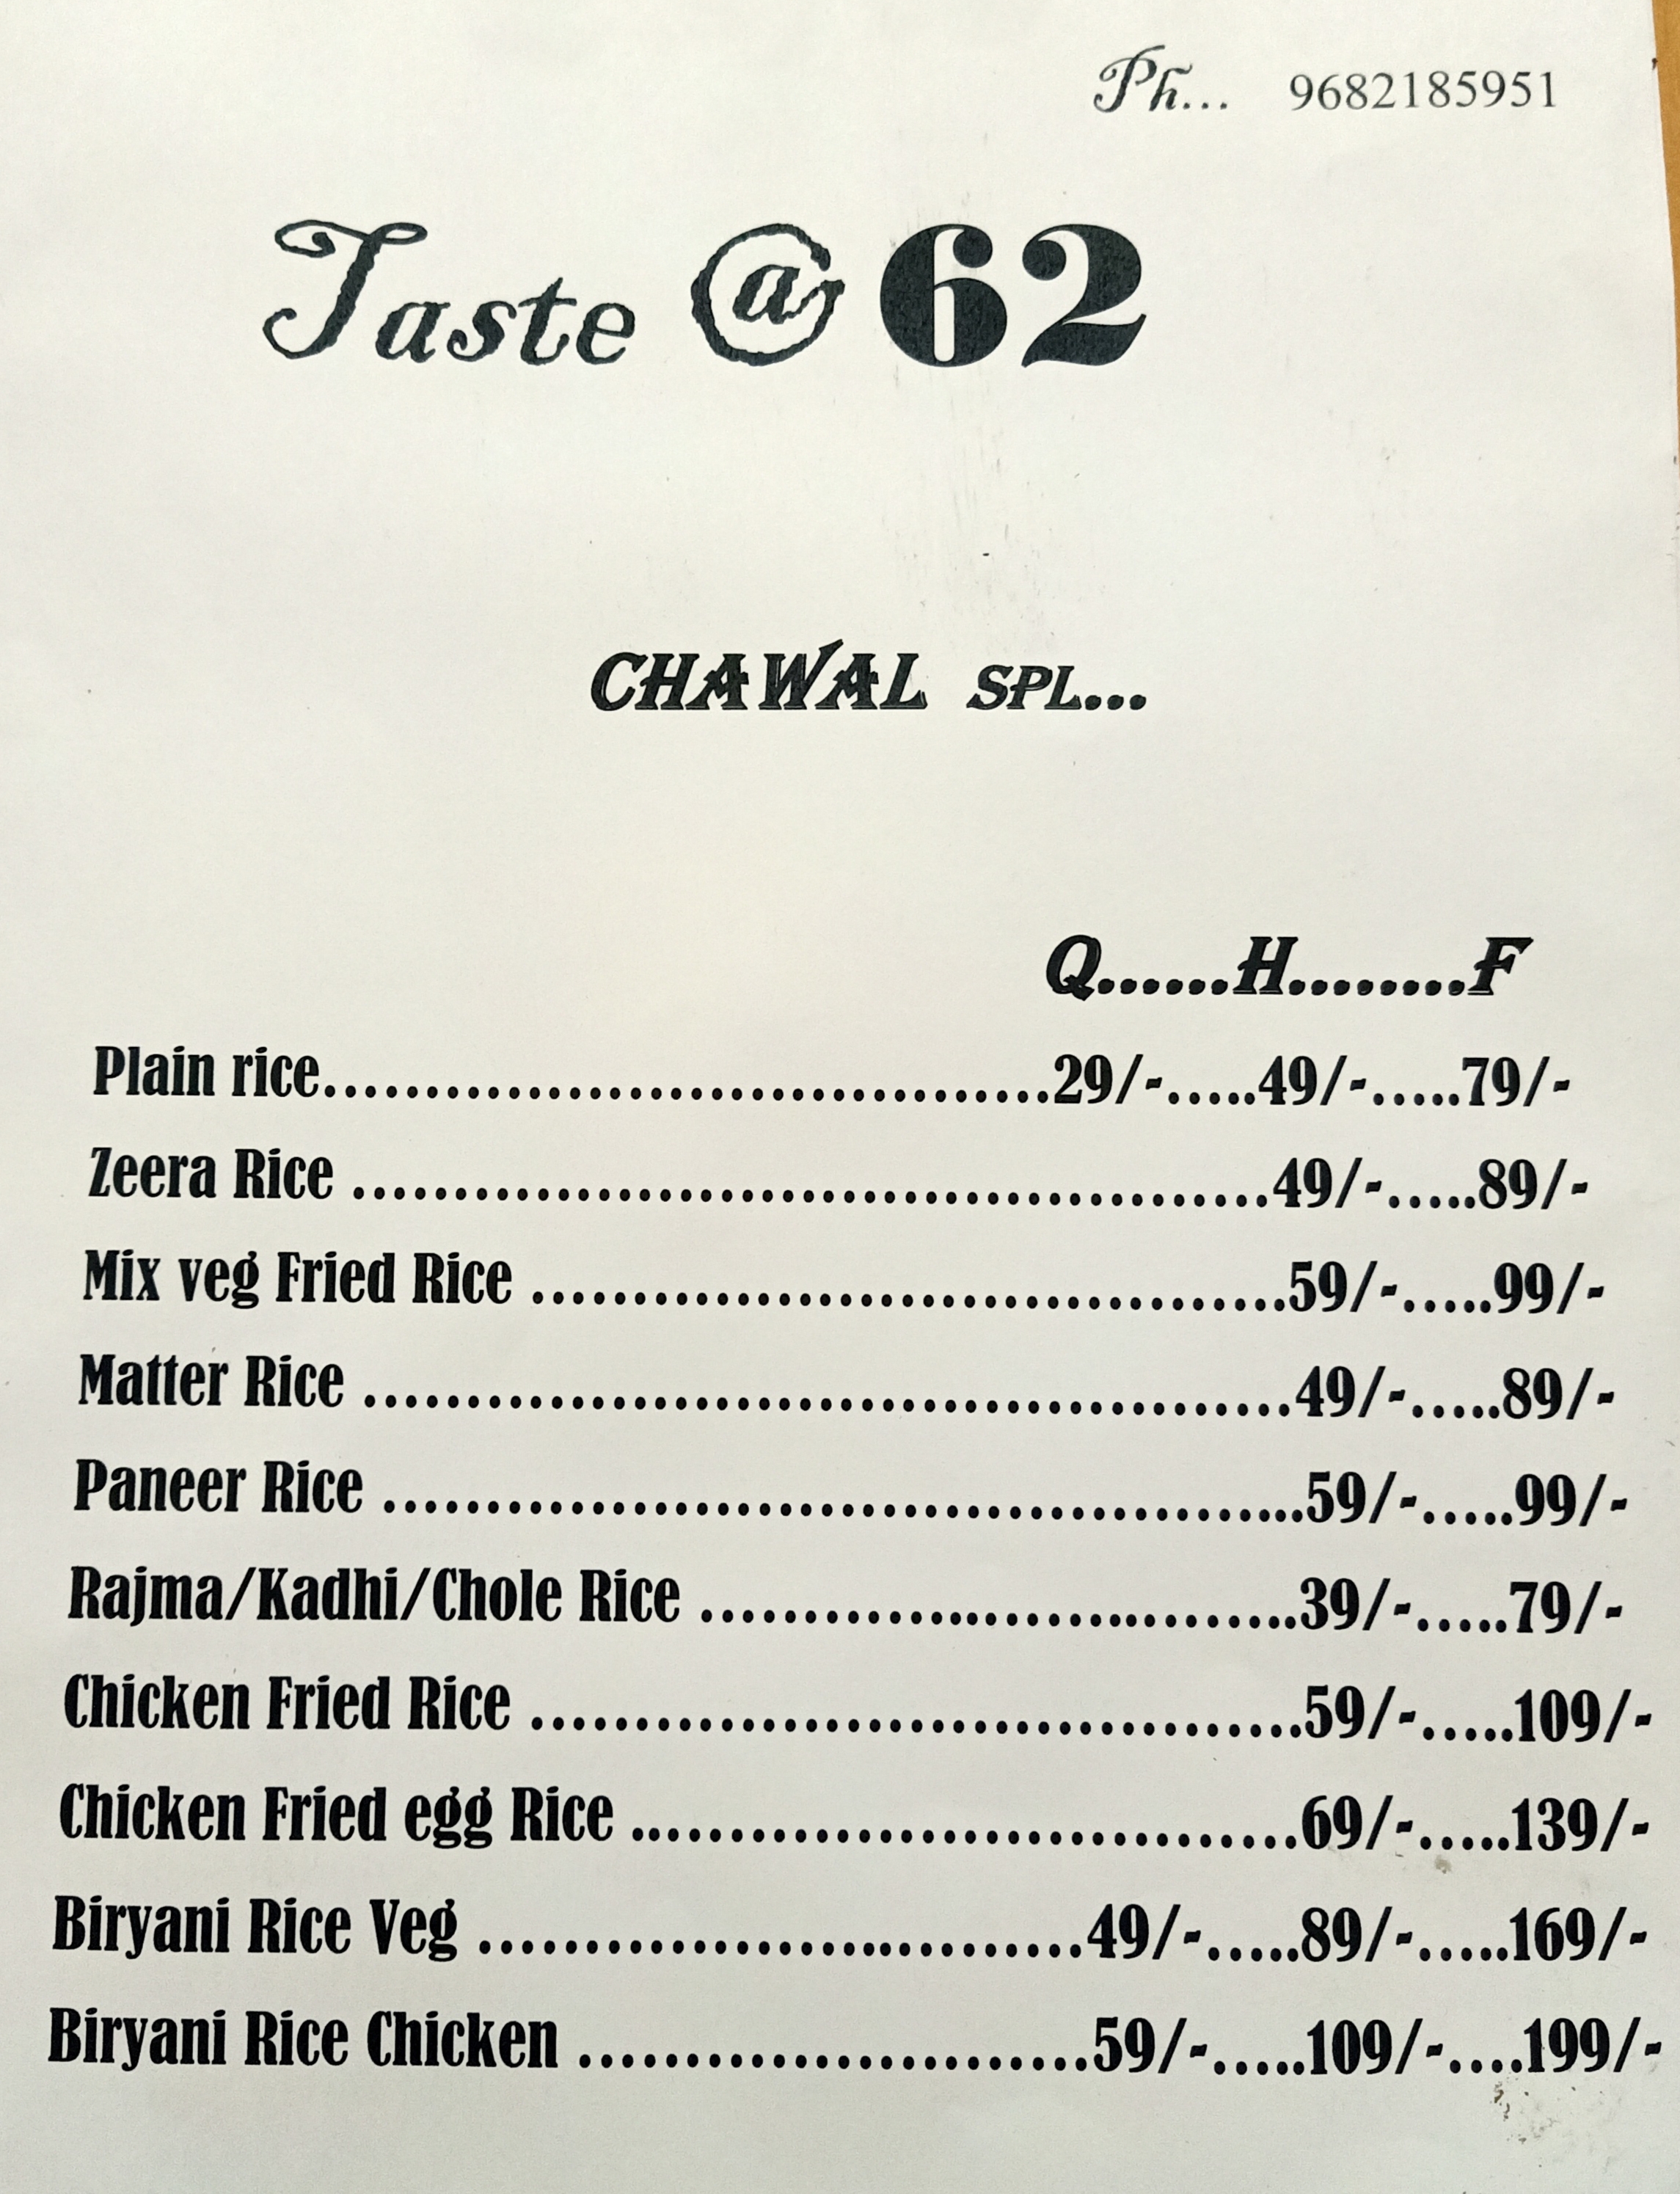 Ph... 9682185951
Taste @ 62
CHAWAL SPL...
Q......H........F
Plain rice....................................29/-.....49/-.....79/-
Zeera Rice .............................................49/-.....89/-
Mix veg Fried Rice .....................................59/-.....99/-
Matter Rice .............................................49/-.....89/-
Paneer Rice .............................................59/-.....99/-
Rajma/Kadhi/Chole Rice .............................39/-.....79/-
Chicken Fried Rice .....................................59/-.....109/-
Chicken Fried egg Rice ................................69/-.....139/-
Biryani Rice Veg .............................49/-.....89/-.....169/-
Biryani Rice Chicken .........................59/-.....109/-....199/-